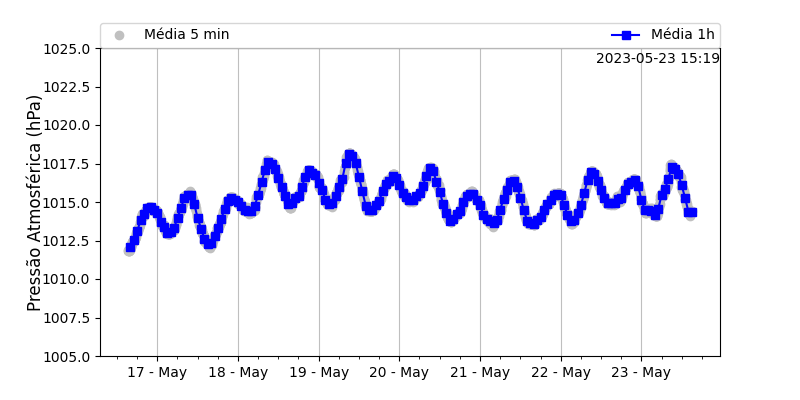 Média 5 min
Média 1h
2023-05-23 15:19
Pressão Atmosférica (hPa)
1025.0
1022.5
1020.0
1017.5
1015.0
1012.5
1010.0
1007.5
1005.0
17 - May
18 - May
19 - May
20 - May
21 - May
22 - May
23 - May